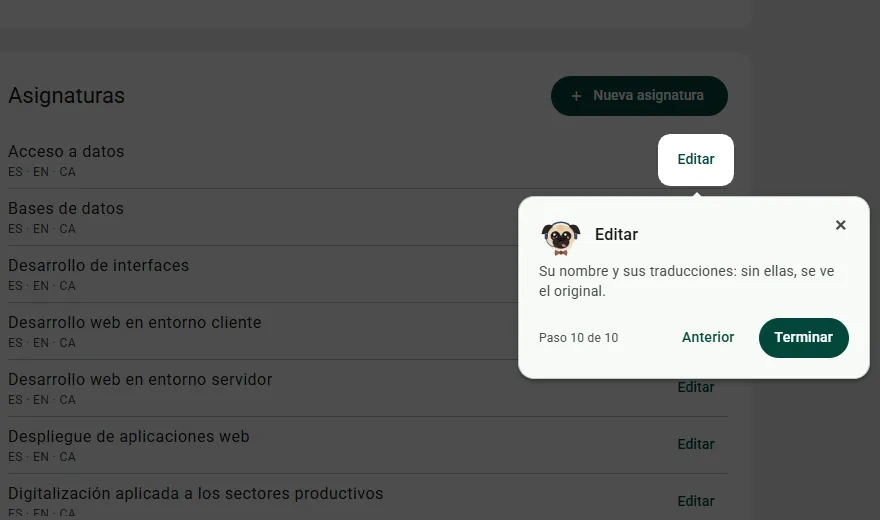 Asignaturas
+ Nueva asignatura
Acceso a datos
ES · EN · CA
Editar
Bases de datos
ES · EN · CA
Editar
×
Su nombre y sus traducciones: sin ellas, se ve
el original.
Paso 10 de 10
Anterior
Terminar
Desarrollo de interfaces
ES · EN · CA
Desarrollo web en entorno cliente
ES · EN · CA
Desarrollo web en entorno servidor
ES · EN · CA
Editar
Despliegue de aplicaciones web
ES · EN · CA
Editar
Digitalización aplicada a los sectores productivos
ES · EN · CA
Editar